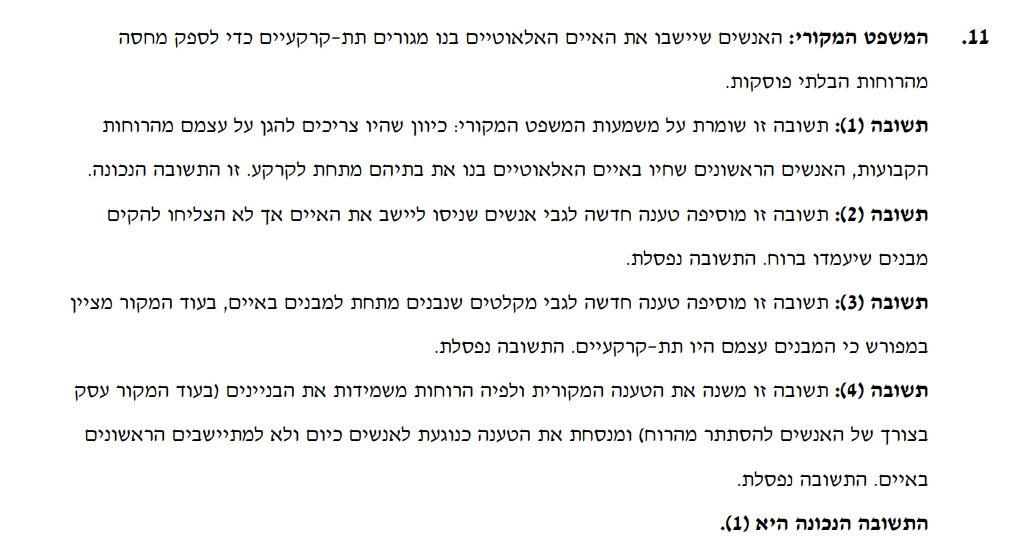 11. המשפט המקורי: האנשים שיישבו את האיים האלאוטיים בנו מגורים תת-קרקעיים כדי לספק מחסה
מהרוחות הבלתי פוסקות.
תשובה (1): תשובה זו שומרת על משמעות המשפט המקורי: כיוון שהיו צריכים להגן על עצמם מהרוחות
הקבועות, האנשים הראשונים שחיו באיים האלאוטיים בנו את בתיהם מתחת לקרקע. זו התשובה הנכונה.
תשובה (2): תשובה זו מוסיפה טענה חדשה לגבי אנשים שניסו ליישב את האיים אך לא הצליחו להקים
מבנים שיעמדו ברוח. התשובה נפסלת.
תשובה (3): תשובה זו מוסיפה טענה חדשה לגבי מקלטים שנבנים מתחת למבנים באיים, בעוד המקור מציין
במפורש כי המבנים עצמם היו תת-קרקעיים. התשובה נפסלת.
תשובה (4): תשובה זו משנה את הטענה המקורית ולפיה הרוחות משמידות את הבניינים (בעוד המקור עסק
בצורך של האנשים להסתתר מהרוח) ומנסחת את הטענה כנוגעת לאנשים כיום ולא למתיישבים הראשונים
באיים. התשובה נפסלת.
התשובה הנכונה היא (1).